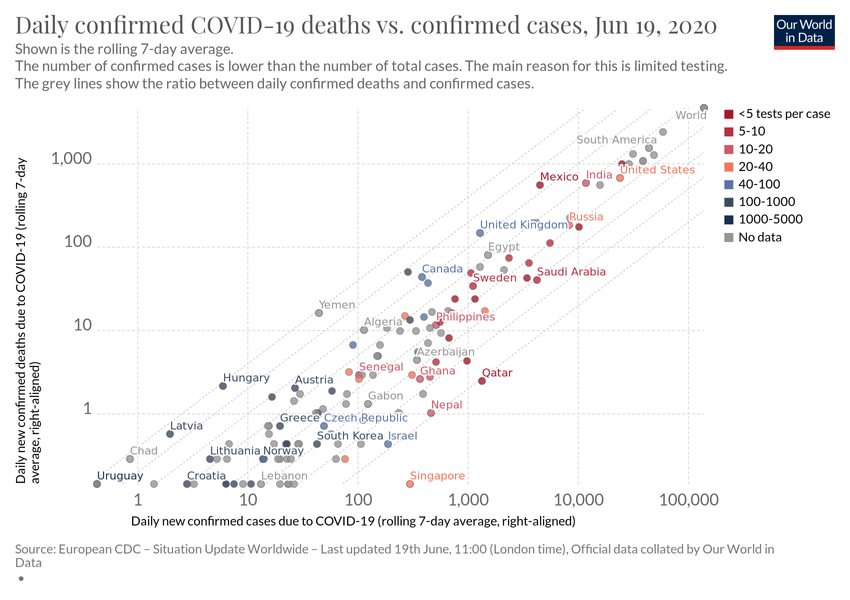 Daily confirmed COVID-19 deaths vs. confirmed cases, Jun 19, 2020
Our World
in Data
Shown is the rolling 7-day average.
The number of confirmed cases is lower than the number of total cases. The main reason for this is limited testing.
The grey lines show the ratio between daily confirmed deaths and confirmed cases.
Daily new confirmed deaths due to COVID-19 (rolling 7-day
average, right-aligned)
1,000
100
10
1
World
South America
United States
Mexico
India
Russia
United Kingdom
Egypt
Canada
Sweden
Saudi Arabia
Yemen
Algeria
Philippines
Azerbaijan
Senegal
Ghana
Qatar
Hungary
Austria
Gabon
Nepal
Greece
Czech Republic
Latvia
South Korea
Israel
Chad
Lithuania
Norway
Uruguay
Croatia
Lebanon
Singapore
1
10
100
1,000
10,000
100,000
Daily new confirmed cases due to COVID-19 (rolling 7-day average, right-aligned)
<5 tests per case
5-10
10-20
20-40
40-100
100-1000
1000-5000
No data
Source: European CDC – Situation Update Worldwide – Last updated 19th June, 11:00 (London time), Official data collated by Our World in
Data